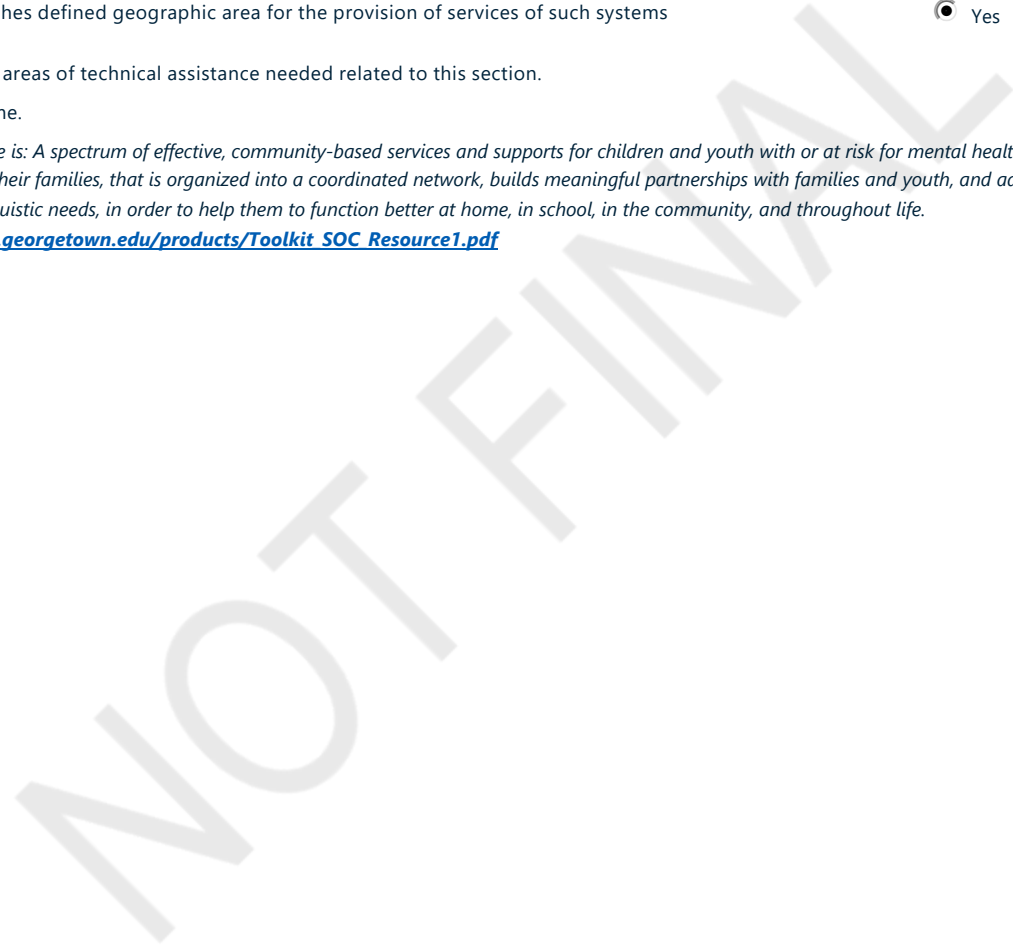 hes defined geographic area for the provision of services of such systems Yes
areas of technical assistance needed related to this section.
ne.
e is: A spectrum of effective, community-based services and supports for children and youth with or at risk for mental healt
heir families, that is organized into a coordinated network, builds meaningful partnerships with families and youth, and ad
uistic needs, in order to help them to function better at home, in school, in the community, and throughout life.
.georgetown.edu/products/Toolkit_SOC_Resource1.pdf
NOT FINAL